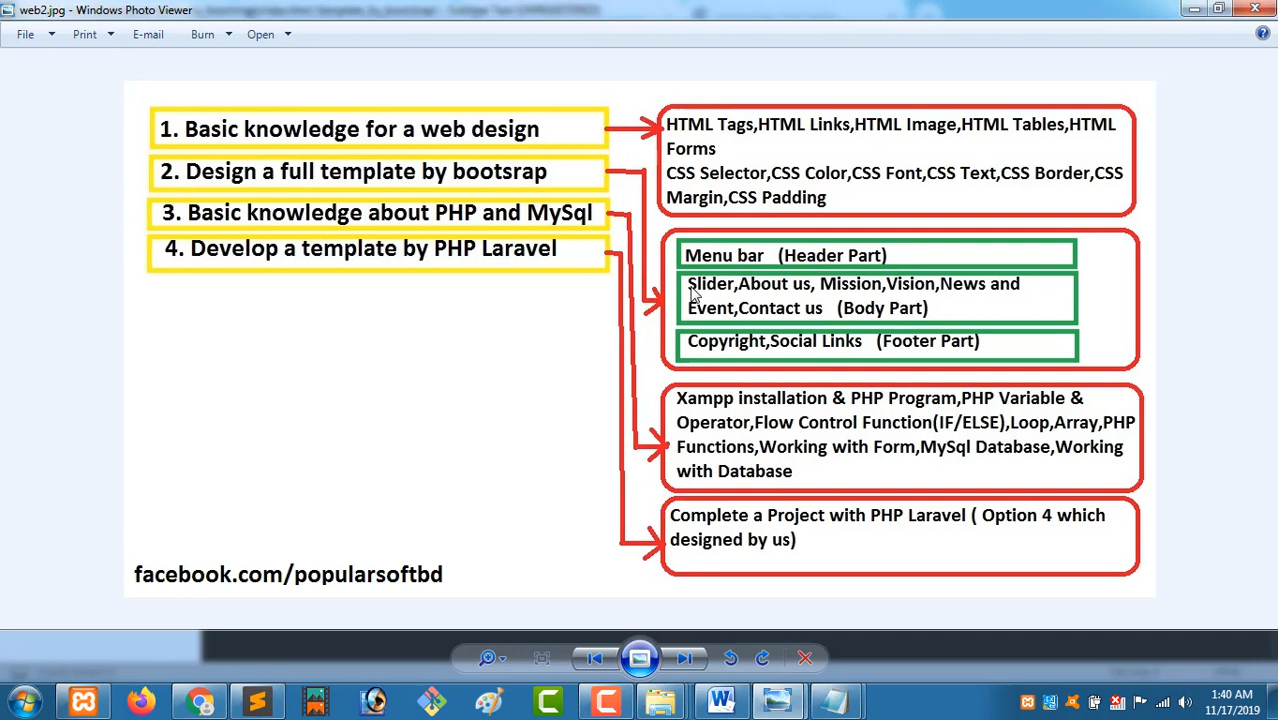 web2.jpg - Windows Photo Viewer
File Print E-mail Burn Open
1. Basic knowledge for a web design
2. Design a full template by bootsrap
3. Basic knowledge about PHP and MySql
4. Develop a template by PHP Laravel
HTML Tags,HTML Links,HTML Image,HTML Tables,HTML
Forms
CSS Selector,CSS Color,CSS Font,CSS Text,CSS Border,CSS
Margin,CSS Padding
Menu bar (Header Part)
Slider,About us, Mission,Vision,News and
Event,Contact us (Body Part)
Copyright,Social Links (Footer Part)
Xampp installation & PHP Program,PHP Variable &
Operator,Flow Control Function(IF/ELSE),Loop,Array,PHP
Functions,Working with Form,MySql Database,Working
with Database
Complete a Project with PHP Laravel ( Option 4 which
designed by us)
facebook.com/popularsoftbd
1:40 AM
11/17/2019